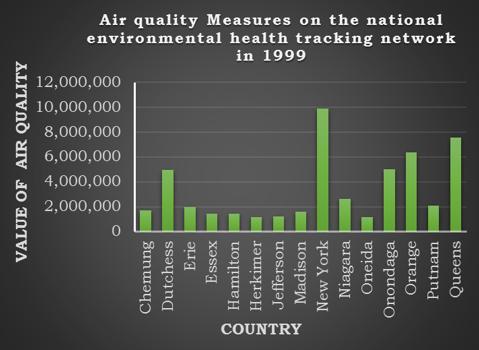 Air quality Measures on the national
environmental health tracking network
in 1999
VALUE OF AIR QUALITY
12,000,000
10,000,000
8,000,000
6,000,000
4,000,000
2,000,000
0
Chemung
Dutchess
Erie
Essex
Hamilton
Herkimer
Jefferson
Madison
New York
Niagara
Oneida
Onondaga
Orange
Putnam
Queens
COUNTRY